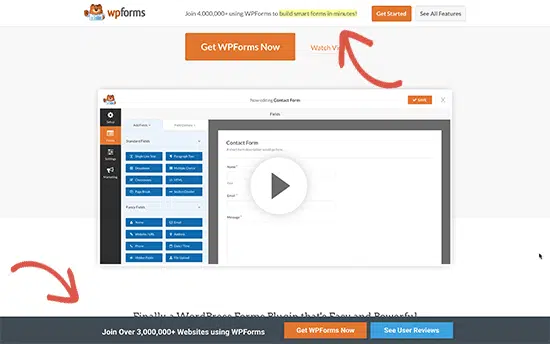 wpforms
Join 4,000,000+ using WPForms to build smart forms in minutes!
Get Started
See All Features
Get WPForms Now
Watch Vi
Now editing Contact Form
SAVE
X
Fields
Setup
Fields
Settings
Marketing
Add Fields
Field Options
Standard Fields
Single Line Text
Paragraph Text
Dropdown
Multiple Choice
Checkboxes
HTML
Page Break
Section Divider
Fancy Fields
Name
Email
Website / URL
Address
Phone
Date / Time
Hidden Field
File Upload
Contact Form
Name *
Email *
Message *
Finally a WordPress Forms Plugin that's Easy and Powerful
Join Over 3,000,000+ Websites using WPForms
Get WPForms Now
See User Reviews